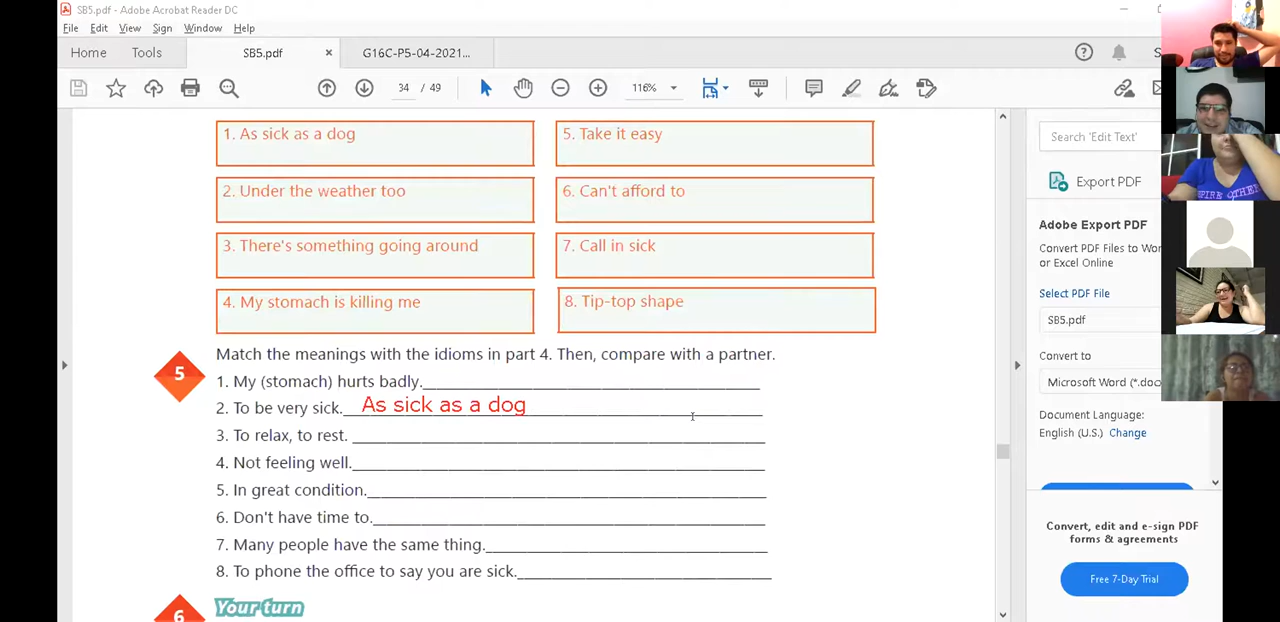 SB5.pdf - Adobe Acrobat Reader DC
File Edit View Sign Window Help
Home Tools SB5.pdf × G16C-P5-04-2021...
34 / 49 116%
1. As sick as a dog
5. Take it easy
2. Under the weather too
6. Can't afford to
3. There's something going around
7. Call in sick
4. My stomach is killing me
8. Tip-top shape
5
Match the meanings with the idioms in part 4. Then, compare with a partner.
1. My (stomach) hurts badly.
2. To be very sick. As sick as a dog
3. To relax, to rest.
4. Not feeling well.
5. In great condition.
6. Don't have time to.
7. Many people have the same thing.
8. To phone the office to say you are sick.
6
Your turn
Search 'Edit Text'
Export PDF
Adobe Export PDF
Convert PDF Files to Wor
or Excel Online
Select PDF File
SB5.pdf
Convert to
Microsoft Word (*.docx
Document Language:
English (U.S.) Change
Convert, edit and e-sign PDF
forms & agreements
Free 7-Day Trial